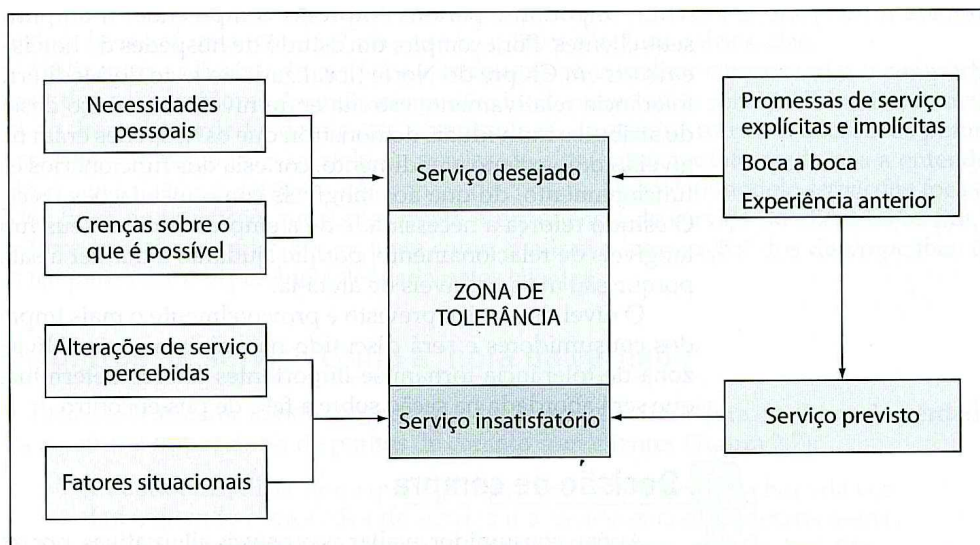 Necessidades
pessoais
Crenças sobre o
que é possível
Alterações de serviço
percebidas
Fatores situacionais
Serviço desejado
ZONA DE
TOLERÂNCIA
Serviço insatisfatório
Promessas de serviço
explícitas e implícitas
Boca a boca
Experiência anterior
Serviço previsto